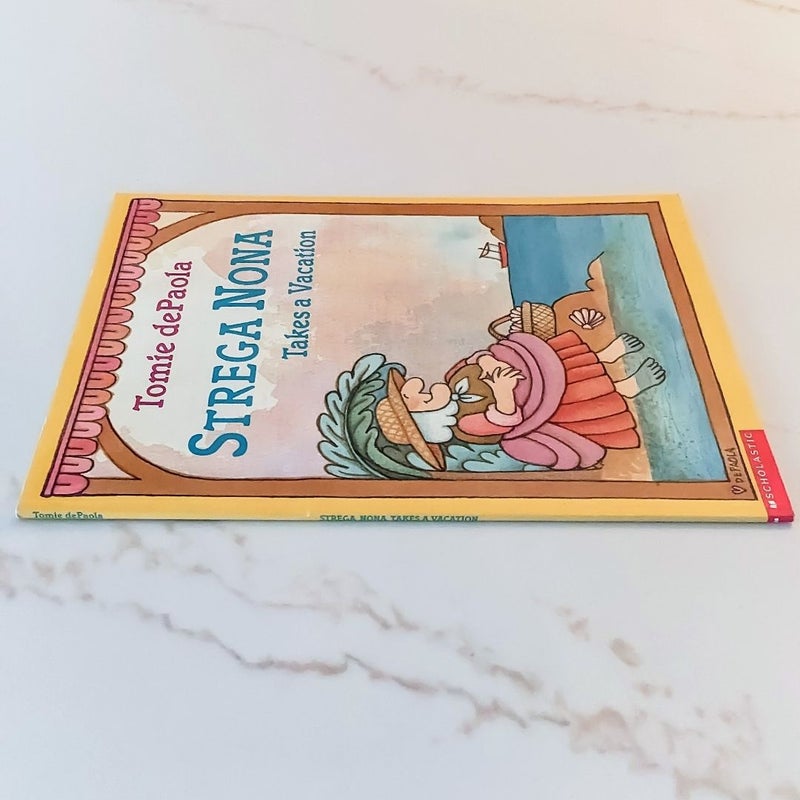 Tomie dePaola
STREGA NONA
Takes a Vacation
DEPAOLA
SCHOLASTIC
Tomie dePaola
STREGA NONA TAKES A VACATION